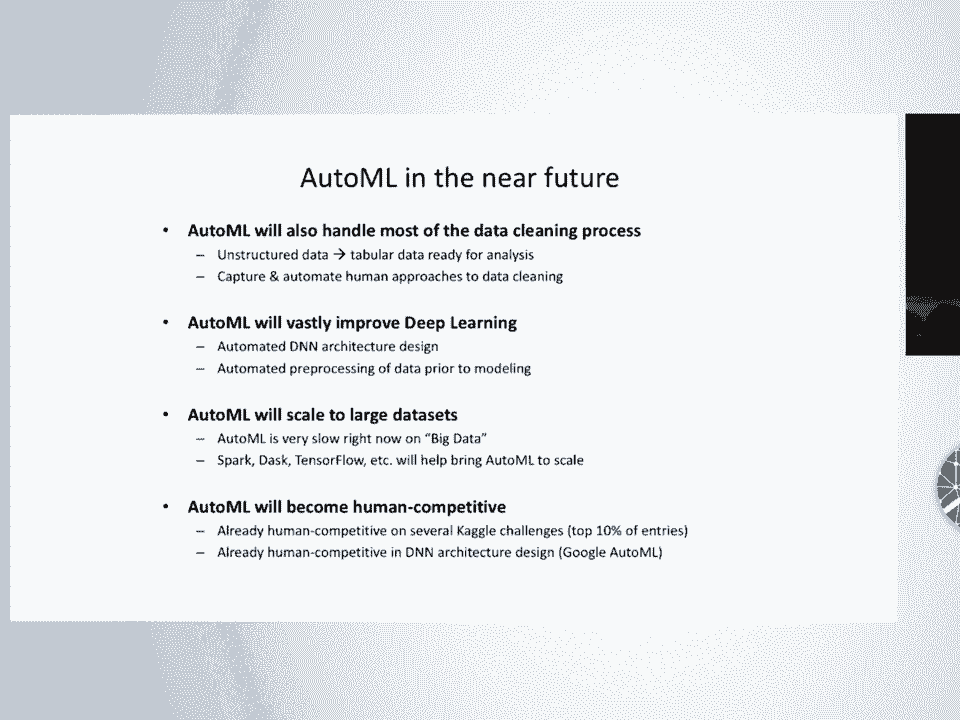 AutoML in the near future
• AutoML will also handle most of the data cleaning process
– Unstructured data → tabular data ready for analysis
– Capture & automate human approaches to data cleaning
• AutoML will vastly improve Deep Learning
– Automated DNN architecture design
– Automated preprocessing of data prior to modeling
• AutoML will scale to large datasets
– AutoML is very slow right now on “Big Data”
– Spark, Dask, TensorFlow, etc. will help bring AutoML to scale
• AutoML will become human-competitive
– Already human-competitive on several Kaggle challenges (top 10% of entries)
– Already human-competitive in DNN architecture design (Google AutoML)